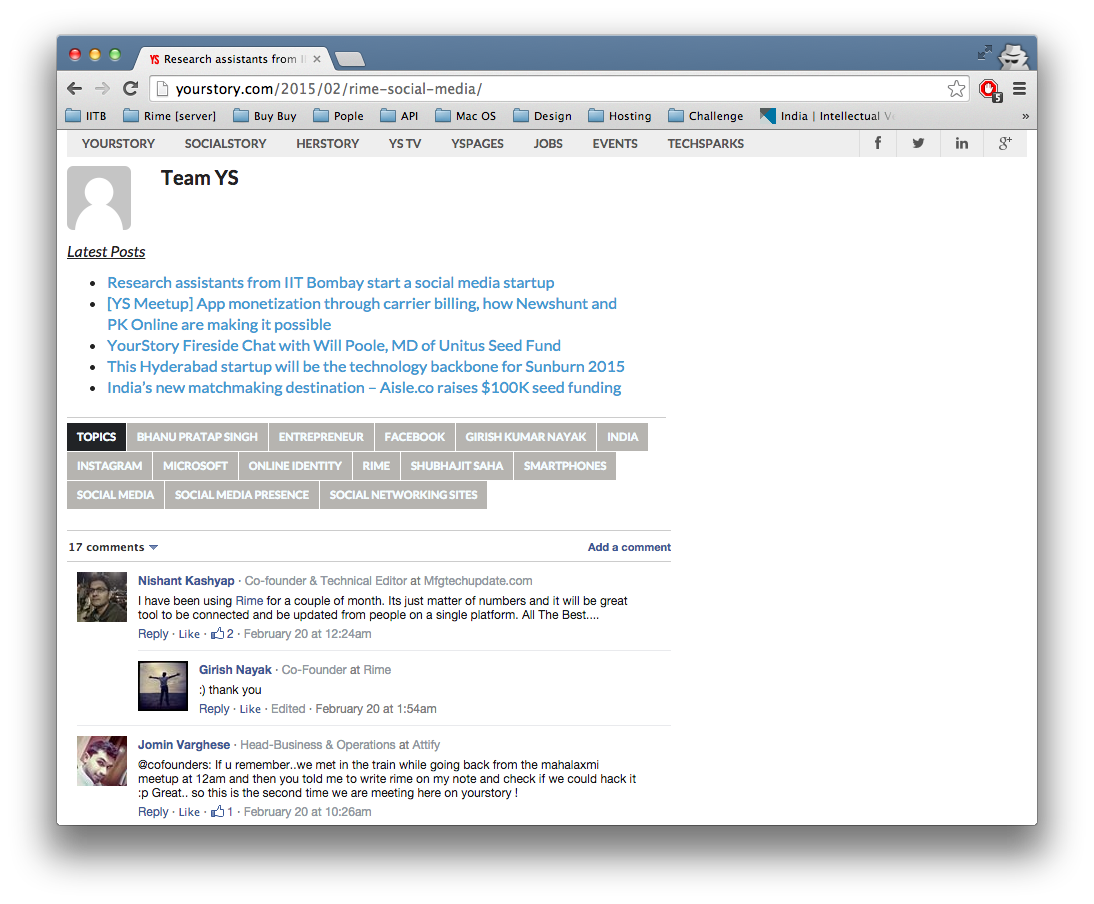 YS Research assistants from II
yourstory.com/2015/02/rime-social-media/
5
IITB Rime [server] Buy Buy Pople API Mac OS Design Hosting Challenge India | Intellectual Ve »
YOURSTORY SOCIALSTORY HERSTORY YS TV YSPAGES JOBS EVENTS TECHSPARKS f in g+
Team YS
Latest Posts
• Research assistants from IIT Bombay start a social media startup
• [YS Meetup] App monetization through carrier billing, how Newshunt and
PK Online are making it possible
• YourStory Fireside Chat with Will Poole, MD of Unitus Seed Fund
• This Hyderabad startup will be the technology backbone for Sunburn 2015
• India's new matchmaking destination – Aisle.co raises $100K seed funding
TOPICS BHANU PRATAP SINGH ENTREPRENEUR FACEBOOK GIRISH KUMAR NAYAK INDIA
INSTAGRAM MICROSOFT ONLINE IDENTITY RIME SHUBHAJIT SAHA SMARTPHONES
SOCIAL MEDIA SOCIAL MEDIA PRESENCE SOCIAL NETWORKING SITES
17 comments Add a comment
Nishant Kashyap · Co-founder & Technical Editor at Mfgtechupdate.com
I have been using Rime for a couple of month. Its just matter of numbers and it will be great
tool to be connected and be updated from people on a single platform. All The Best....
Reply · Like · 2 · February 20 at 12:24am
Girish Nayak · Co-Founder at Rime
:) thank you
Reply · Like · Edited · February 20 at 1:54am
Jomin Varghese · Head-Business & Operations at Attify
@cofounders: If u remember..we met in the train while going back from the mahalaxmi
meetup at 12am and then you told me to write rime on my note and check if we could hack it
:p Great.. so this is the second time we are meeting here on yourstory !
Reply · Like · 1 · February 20 at 10:26am